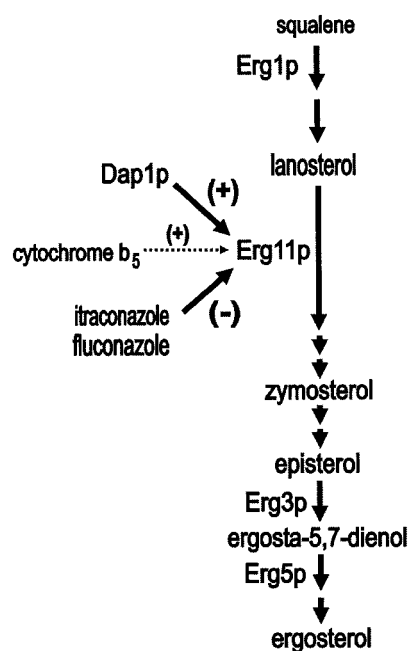 squalene
Erg1p
lanosterol
Dap1p
(+)
(+)
cytochrome b5
Erg11p
itraconazole
fluconazole
(-)
zymosterol
episterol
Erg3p
ergosta-5,7-dienol
Erg5p
ergosterol